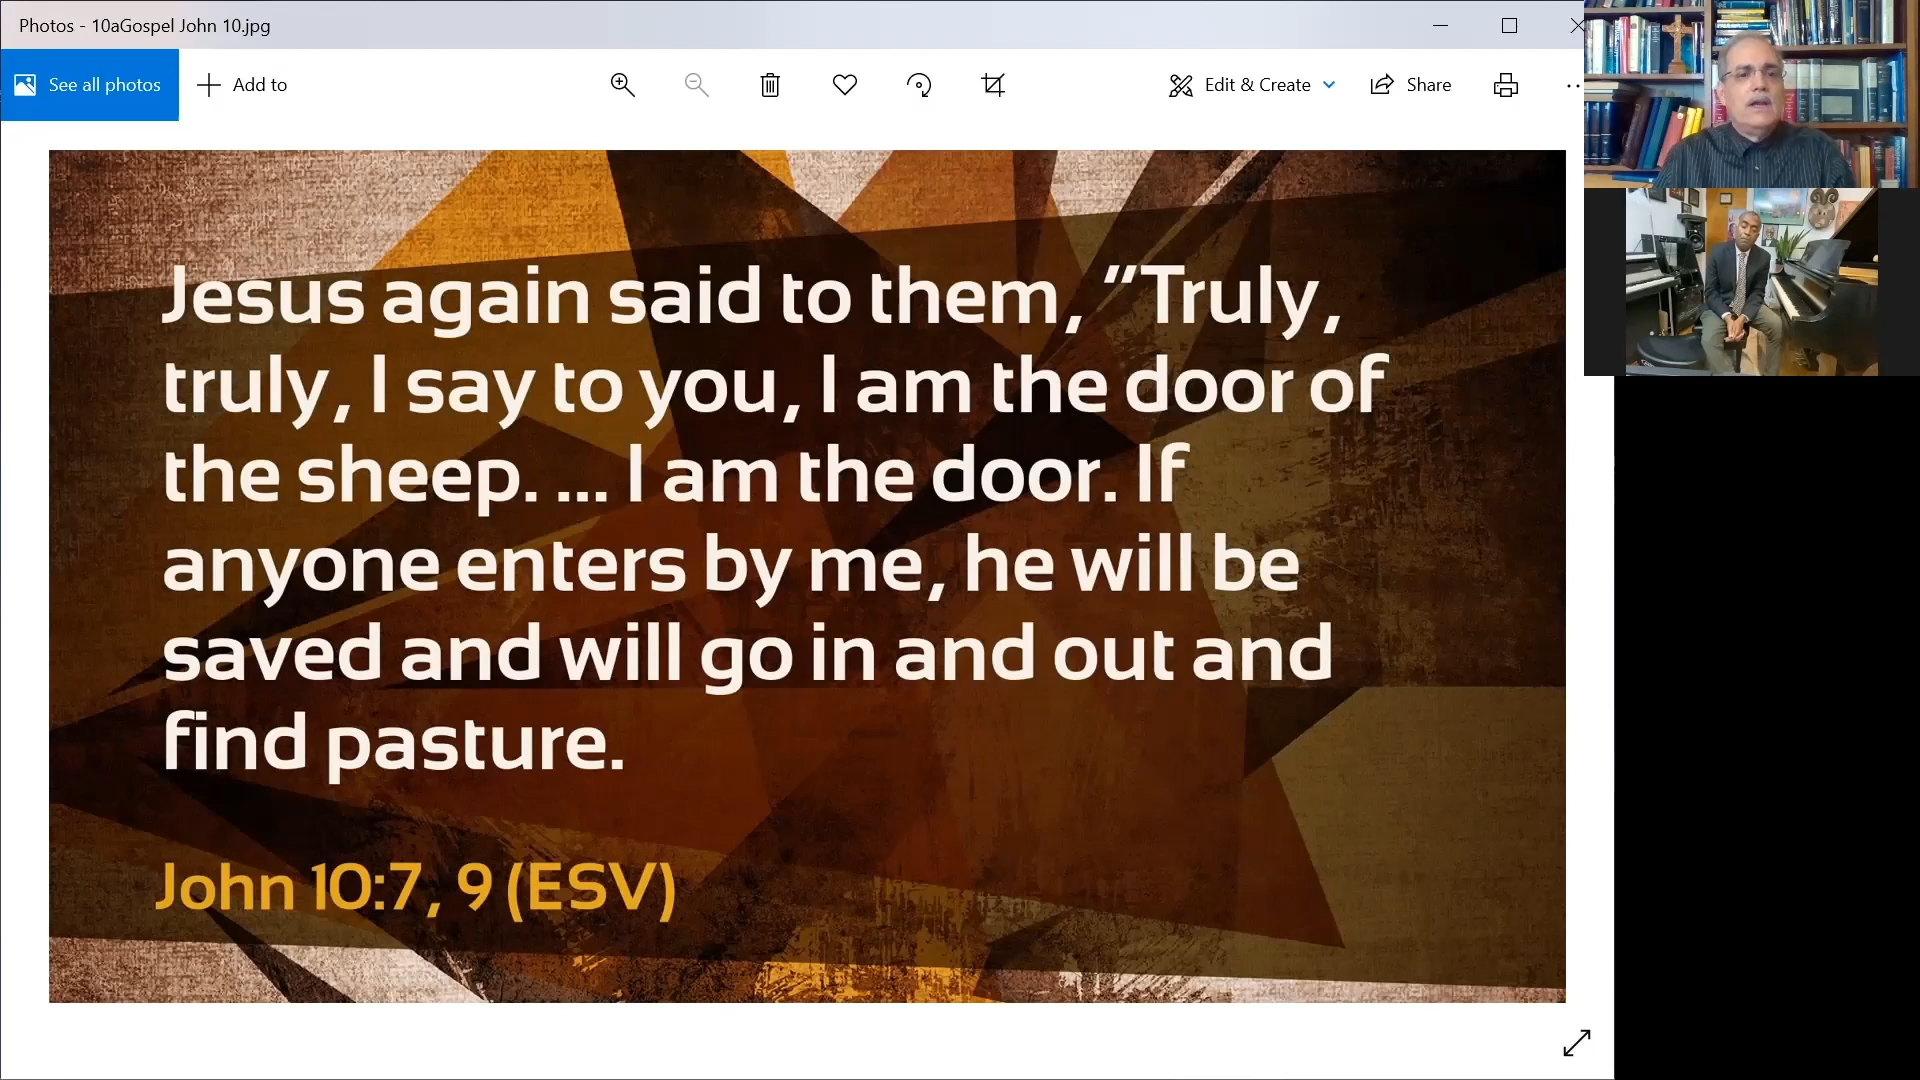 Photos - 10aGospel John 10.jpg
See all photos
Add to
Edit & Create
Share
Jesus again said to them, "Truly,
truly, I say to you, I am the door of
the sheep. ... I am the door. If
anyone enters by me, he will be
saved and will go in and out and
find pasture.
John 10:7, 9 (ESV)